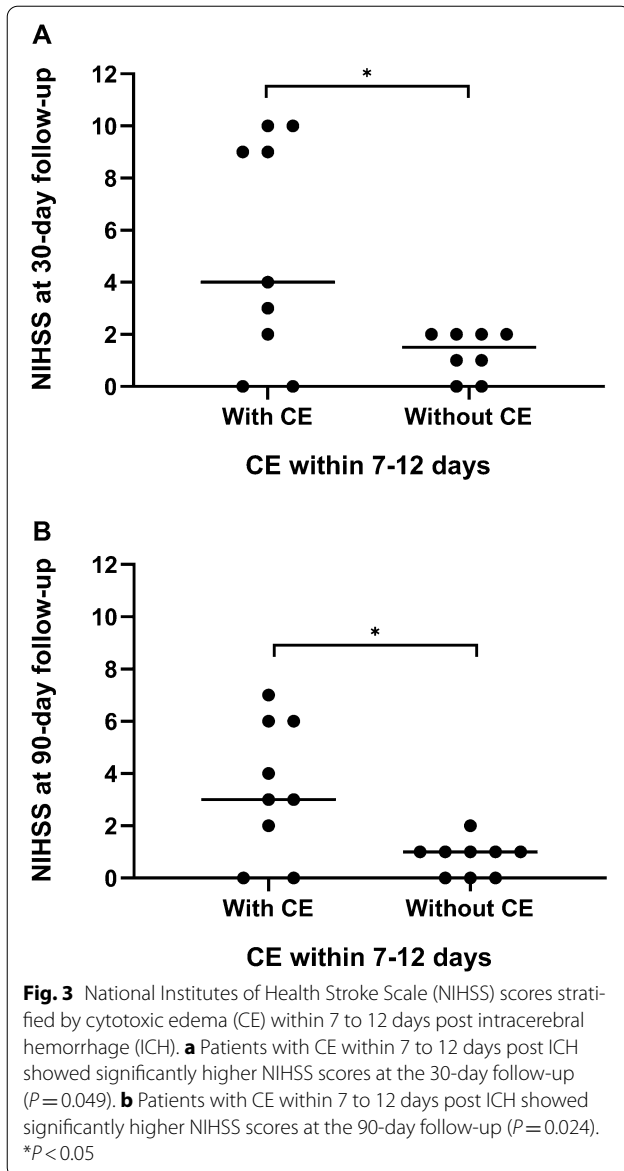 A
NIHSS at 30-day follow-up
12
10
8
6
4
2
0
*
With CE
Without CE
CE within 7-12 days
B
NIHSS at 90-day follow-up
12
10
8
6
4
2
0
*
With CE
Without CE
CE within 7-12 days
Fig. 3 National Institutes of Health Stroke Scale (NIHSS) scores strati-
fied by cytotoxic edema (CE) within 7 to 12 days post intracerebral
hemorrhage (ICH). a Patients with CE within 7 to 12 days post ICH
showed significantly higher NIHSS scores at the 30-day follow-up
(P = 0.049). b Patients with CE within 7 to 12 days post ICH showed
significantly higher NIHSS scores at the 90-day follow-up (P = 0.024).
*P < 0.05